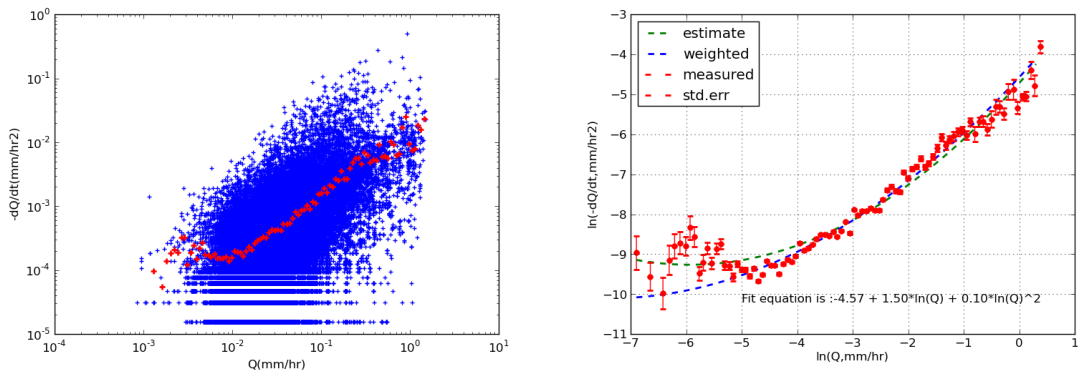 10^0
10^-1
10^-2
10^-3
10^-4
10^-5
-dQ/dt(mm/hr2)
10^-4 10^-3 10^-2 10^-1 10^0 10^1
Q(mm/hr)
−3
−4
−5
−6
−7
−8
−9
−10
−11
ln(-dQ/dt,mm/hr2)
estimate
weighted
measured
std.err
Fit equation is :-4.57 + 1.50*ln(Q) + 0.10*ln(Q)^2
−7 −6 −5 −4 −3 −2 −1 0 1
ln(Q,mm/hr)